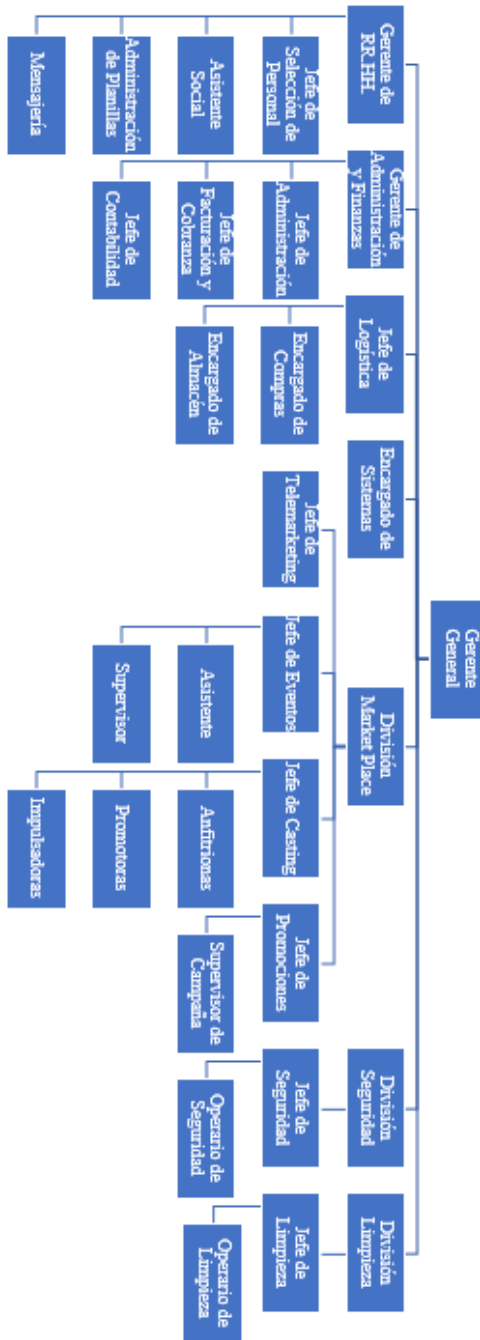 Gerente
General
Gerente de
RR.HH.
Jefe de
Selección de
Personal
Asistente
Social
Administración
de Planillas
Mensajería
Gerente de
Administración
y Finanzas
Jefe de
Administración
Jefe de
Facturación y
Cobranza
Jefe de
Contabilidad
Jefe de
Logística
Encargado de
Compras
Encargado de
Almacén
Encargado de
Sistemas
División
Market Place
Jefe de
Telemarketing
Jefe de Eventos
Asistente
Supervisor
Jefe de Casting
Anfitrionas
Promotoras
Impulsadoras
Jefe de
Promociones
Supervisor de
Campaña
División
Seguridad
Jefe de
Seguridad
Operario de
Seguridad
División
Limpieza
Jefe de
Limpieza
Operario de
Limpieza